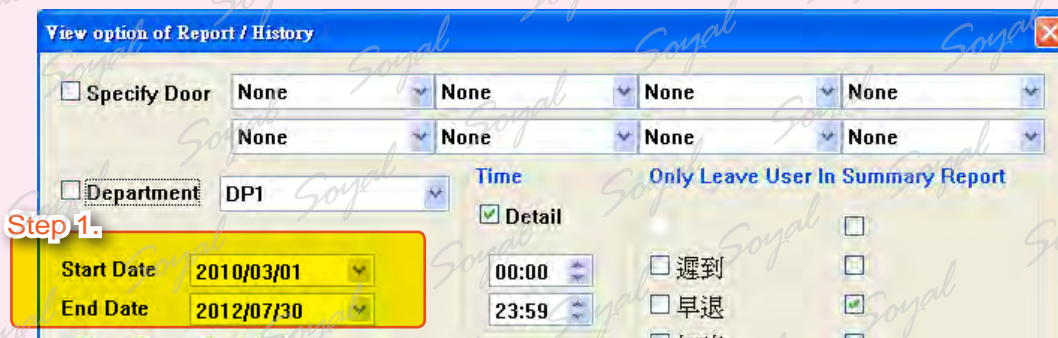 View option of Report / History
Specify Door None None None None
None None None None
Department DP1 Time Only Leave User In Summary Report
Detail
Step 1.
Start Date 2010/03/01 00:00 遲到
End Date 2012/07/30 23:59 早退
Soyal